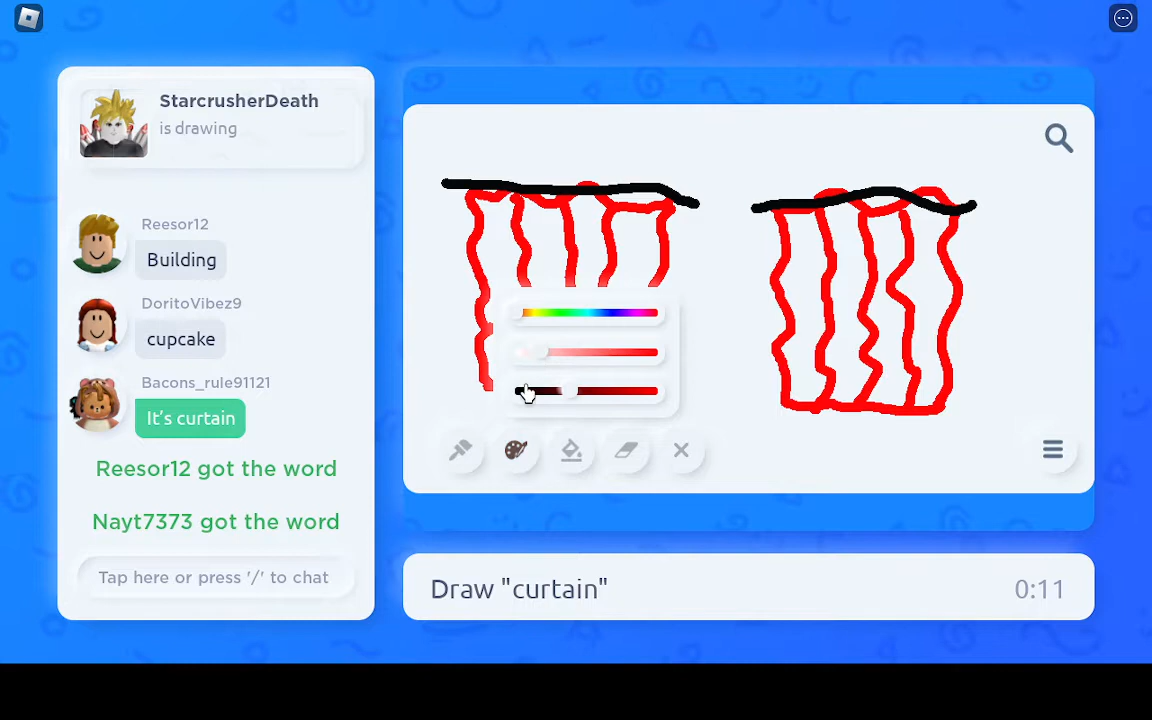 StarcrusherDeath
is drawing
Reesor12
Building
DoritoVibez9
cupcake
Bacons_rule91121
It's curtain
Reesor12 got the word
Nayt7373 got the word
Tap here or press '/' to chat
Draw "curtain"
0:11